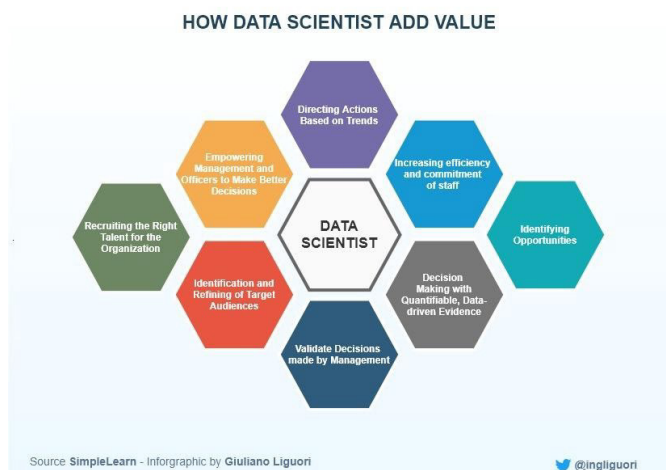 HOW DATA SCIENTIST ADD VALUE
Directing Actions
Based on Trends
Empowering
Management and
Officers to Make Better
Decisions
Increasing efficiency
and commitment
of staff
Recruiting the Right
Talent for the
Organization
DATA
SCIENTIST
Identifying
Opportunities
Identification and
Refining of Target
Audiences
Decision
Making with
Quantifiable, Data-
driven Evidence
Validate Decisions
made by Management
Source SimpleLearn - Inforgraphic by Giuliano Liguori
@ingliguori